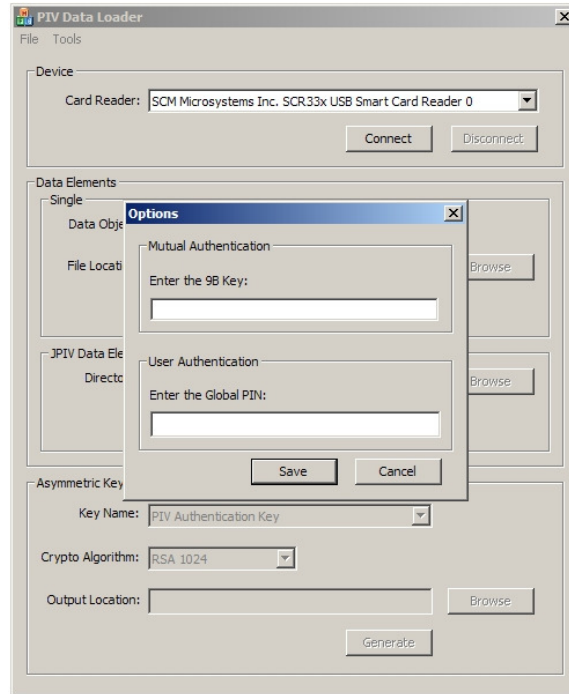 PIV Data Loader
File Tools
Device
Card Reader: SCM Microsystems Inc. SCR33x USB Smart Card Reader 0
Connect Disconnect
Data Elements
Single
Data Obje
File Locati
Browse
JPIV Data Ele
Directo
Browse
Options
Mutual Authentication
Enter the 9B Key:
User Authentication
Enter the Global PIN:
Save Cancel
Asymmetric Key
Key Name: PIV Authentication Key
Crypto Algorithm: RSA 1024
Output Location:
Browse
Generate